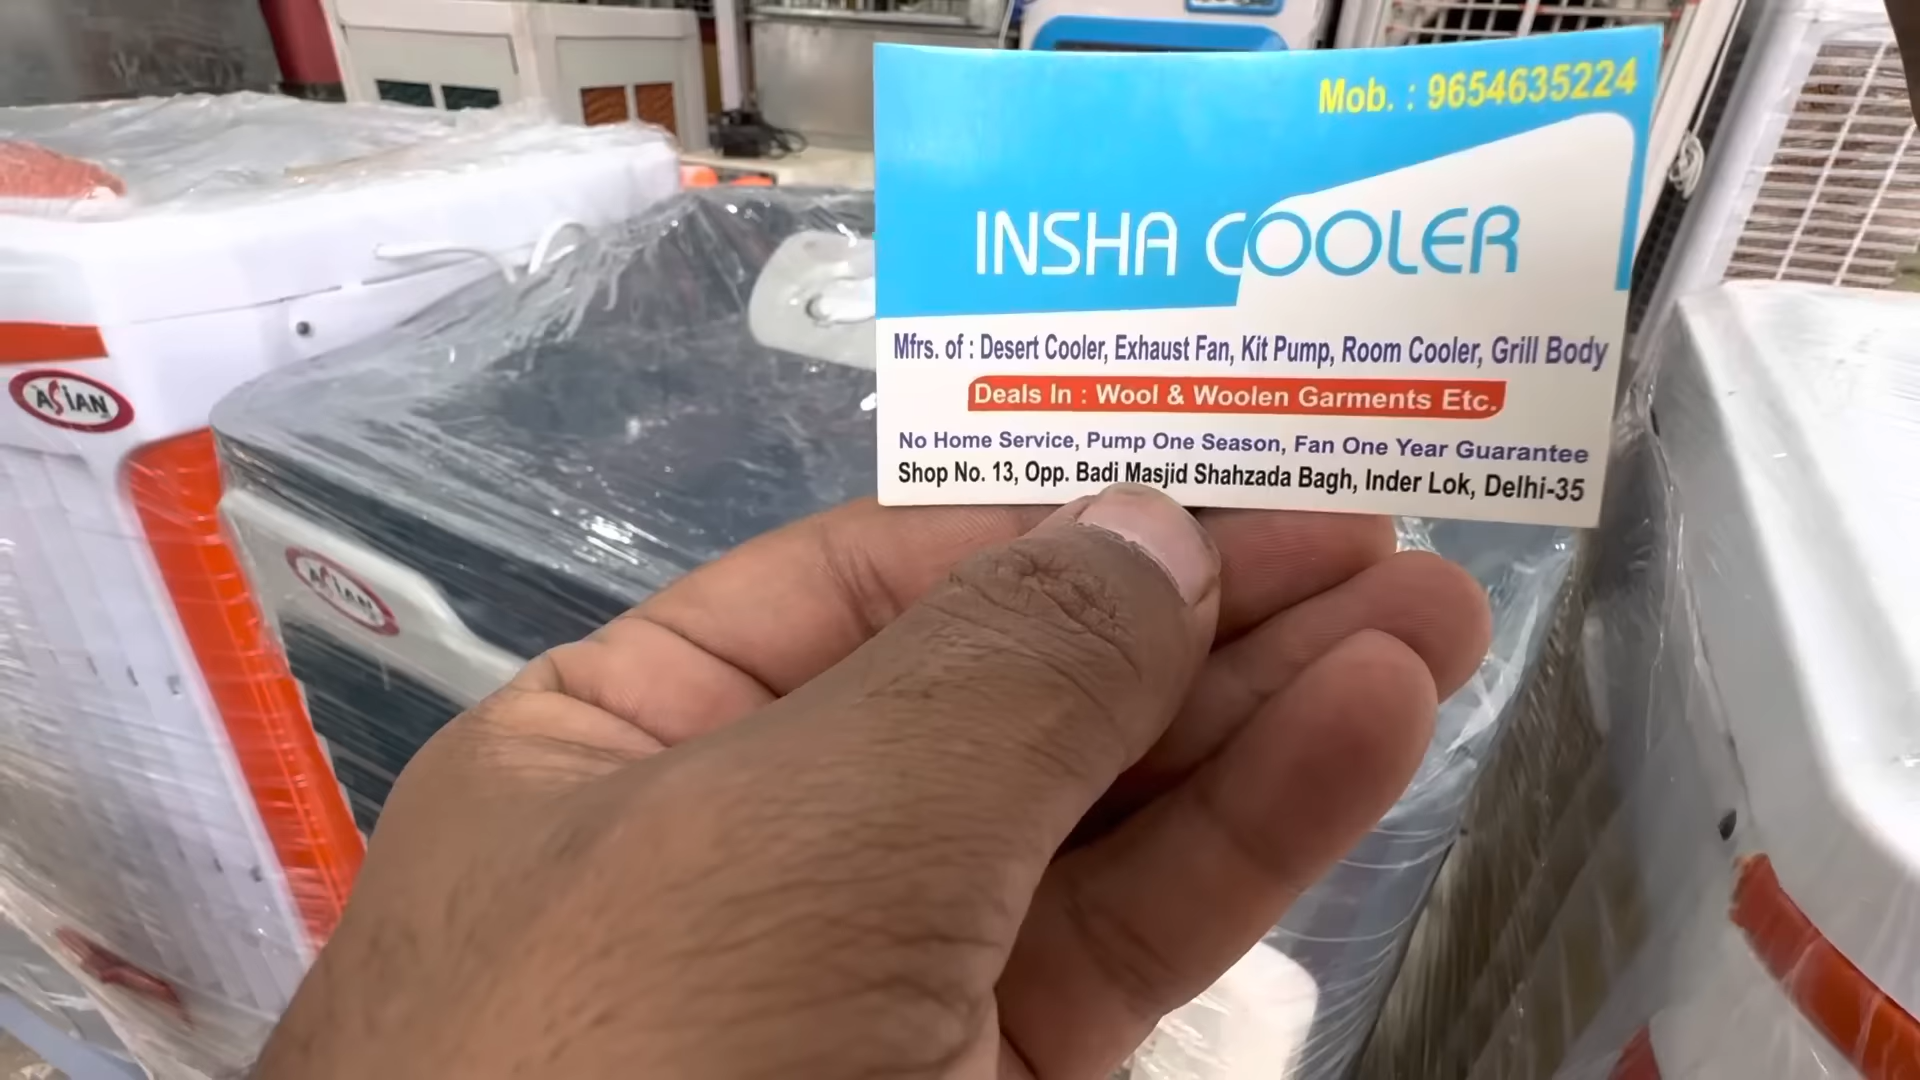 Mob. : 9654635224
INSHA COOLER
Mfrs. of : Desert Cooler, Exhaust Fan, Kit Pump, Room Cooler, Grill Body
Deals In : Wool & Woolen Garments Etc.
No Home Service, Pump One Season, Fan One Year Guarantee
Shop No. 13, Opp. Badi Masjid Shahzada Bagh, Inder Lok, Delhi-35
ASIAN
ASIAN